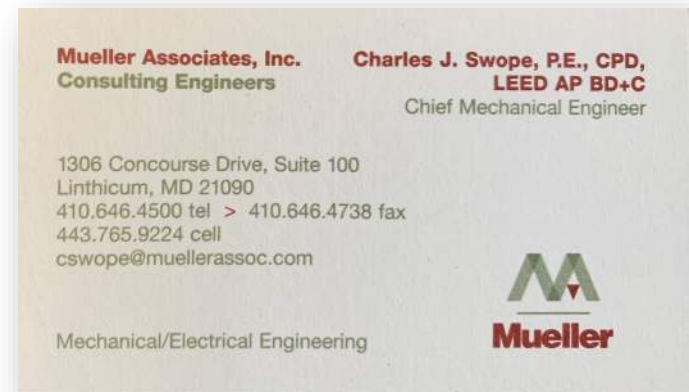 Mueller Associates, Inc.
Consulting Engineers
Charles J. Swope, P.E., CPD,
LEED AP BD+C
Chief Mechanical Engineer
1306 Concourse Drive, Suite 100
Linthicum, MD 21090
410.646.4500 tel > 410.646.4738 fax
443.765.9224 cell
cswope@muellerassoc.com
Mechanical/Electrical Engineering
Mueller